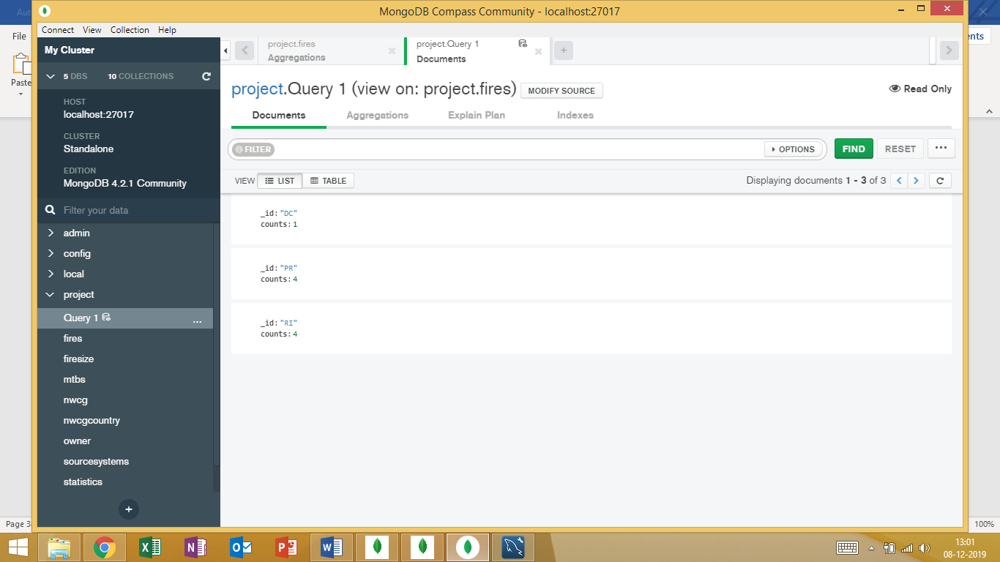 MongoDB Compass Community - localhost:27017
File
Paste
Connect View Collection Help
My Cluster
5 DBS 10 COLLECTIONS
HOST
localhost:27017
CLUSTER
Standalone
EDITION
MongoDB 4.2.1 Community
Filter your data
admin
config
local
project
Query 1
...
fires
firesize
mtbs
nwcg
nwcgcountry
owner
sourcesystems
statistics
+
project.fires
Aggregations
project.Query 1
Documents
+
project.Query 1 (view on: project.fires) MODIFY SOURCE
Read Only
Documents Aggregations Explain Plan Indexes
FILTER
OPTIONS FIND RESET ...
VIEW LIST TABLE
Displaying documents 1 - 3 of 3
_id:"DC"
counts:1
_id:"PR"
counts:4
_id:"RI"
counts:4
100%
13:01
08-12-2019